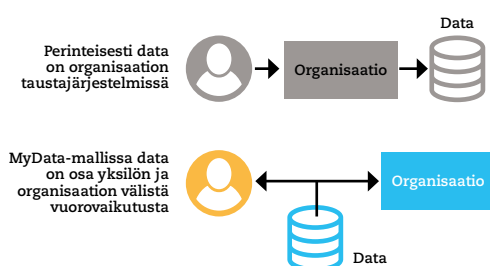 Data
Perinteisesti data
on organisaation
taustajärjestelmissä
Organisaatio
MyData-mallissa data
on osa yksilön ja
organisaation välistä
vuorovaikutusta
Organisaatio
Data